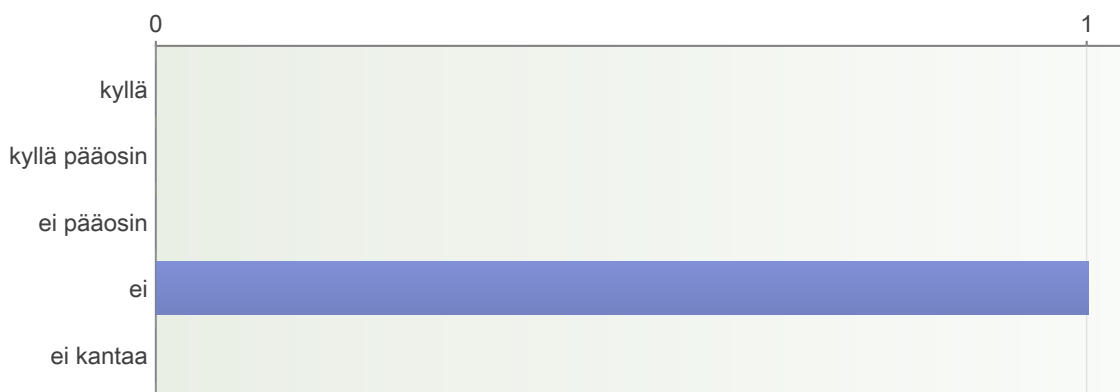 0 1
kyllä
kyllä pääosin
ei pääosin
ei
ei kantaa